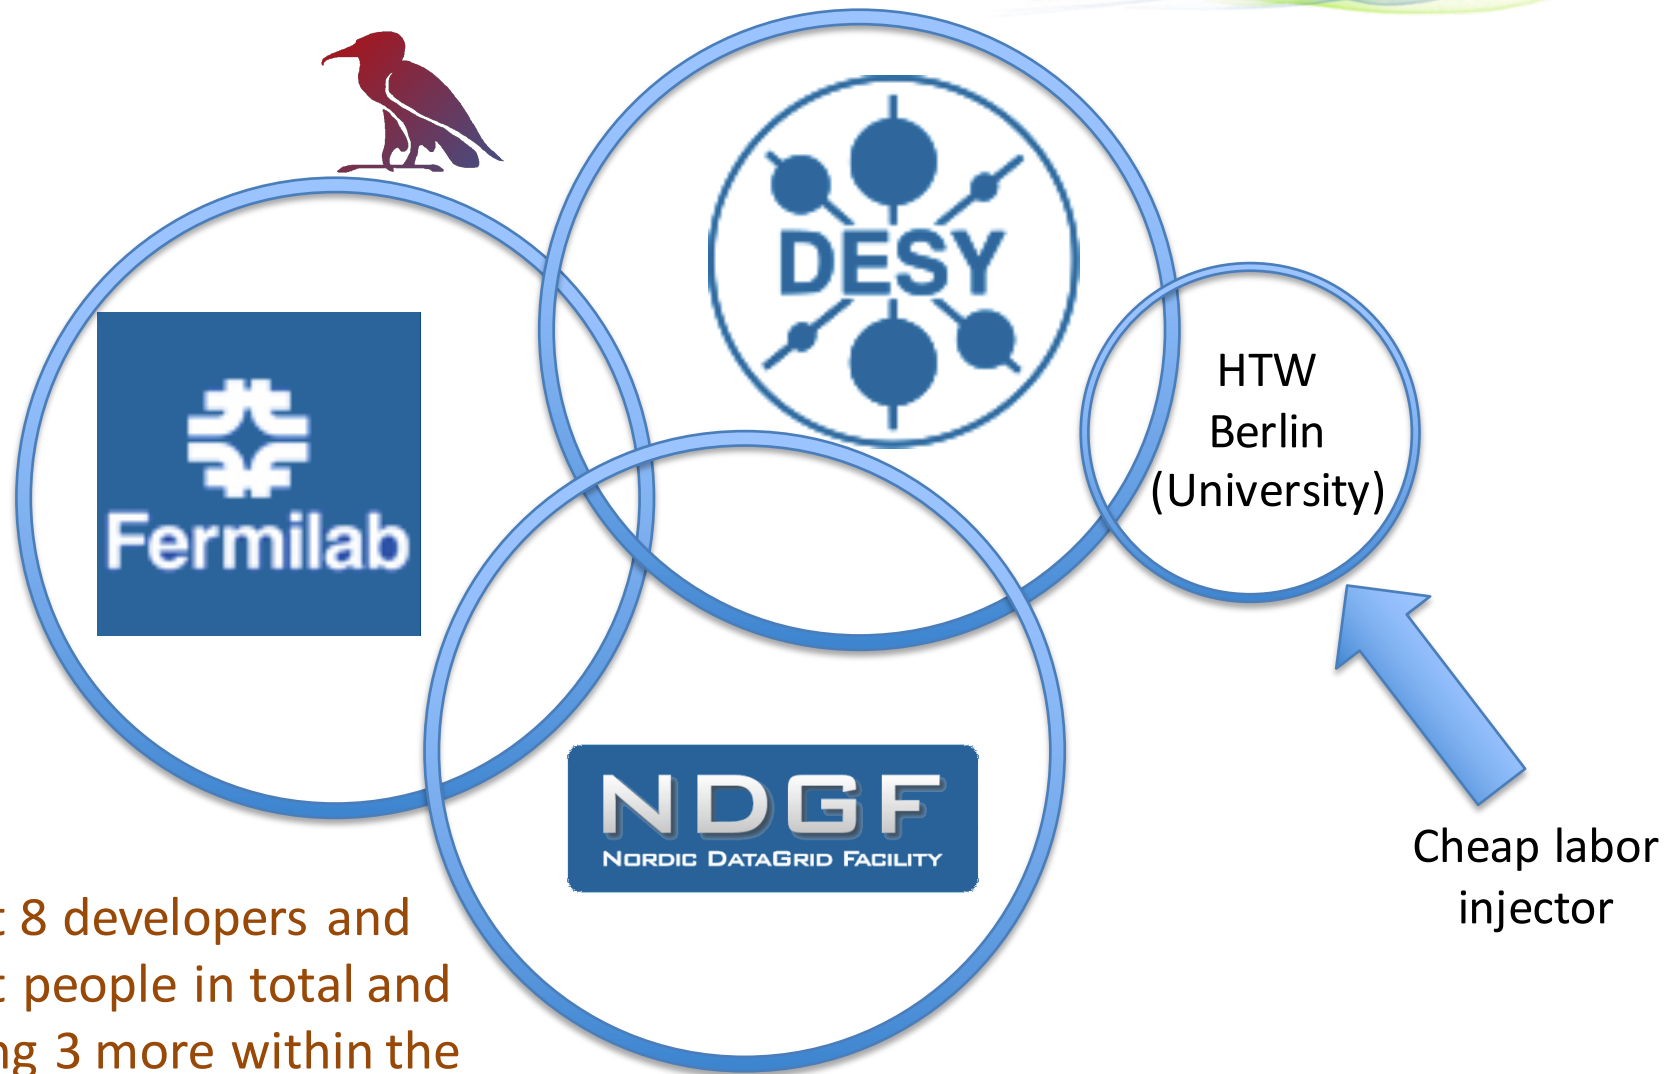 DESY
HTW
Berlin
(University)
Fermilab
NDGF
NORDIC DATAGRID FACILITY
Cheap labor
injector
8 developers and
people in total and
3 more within the